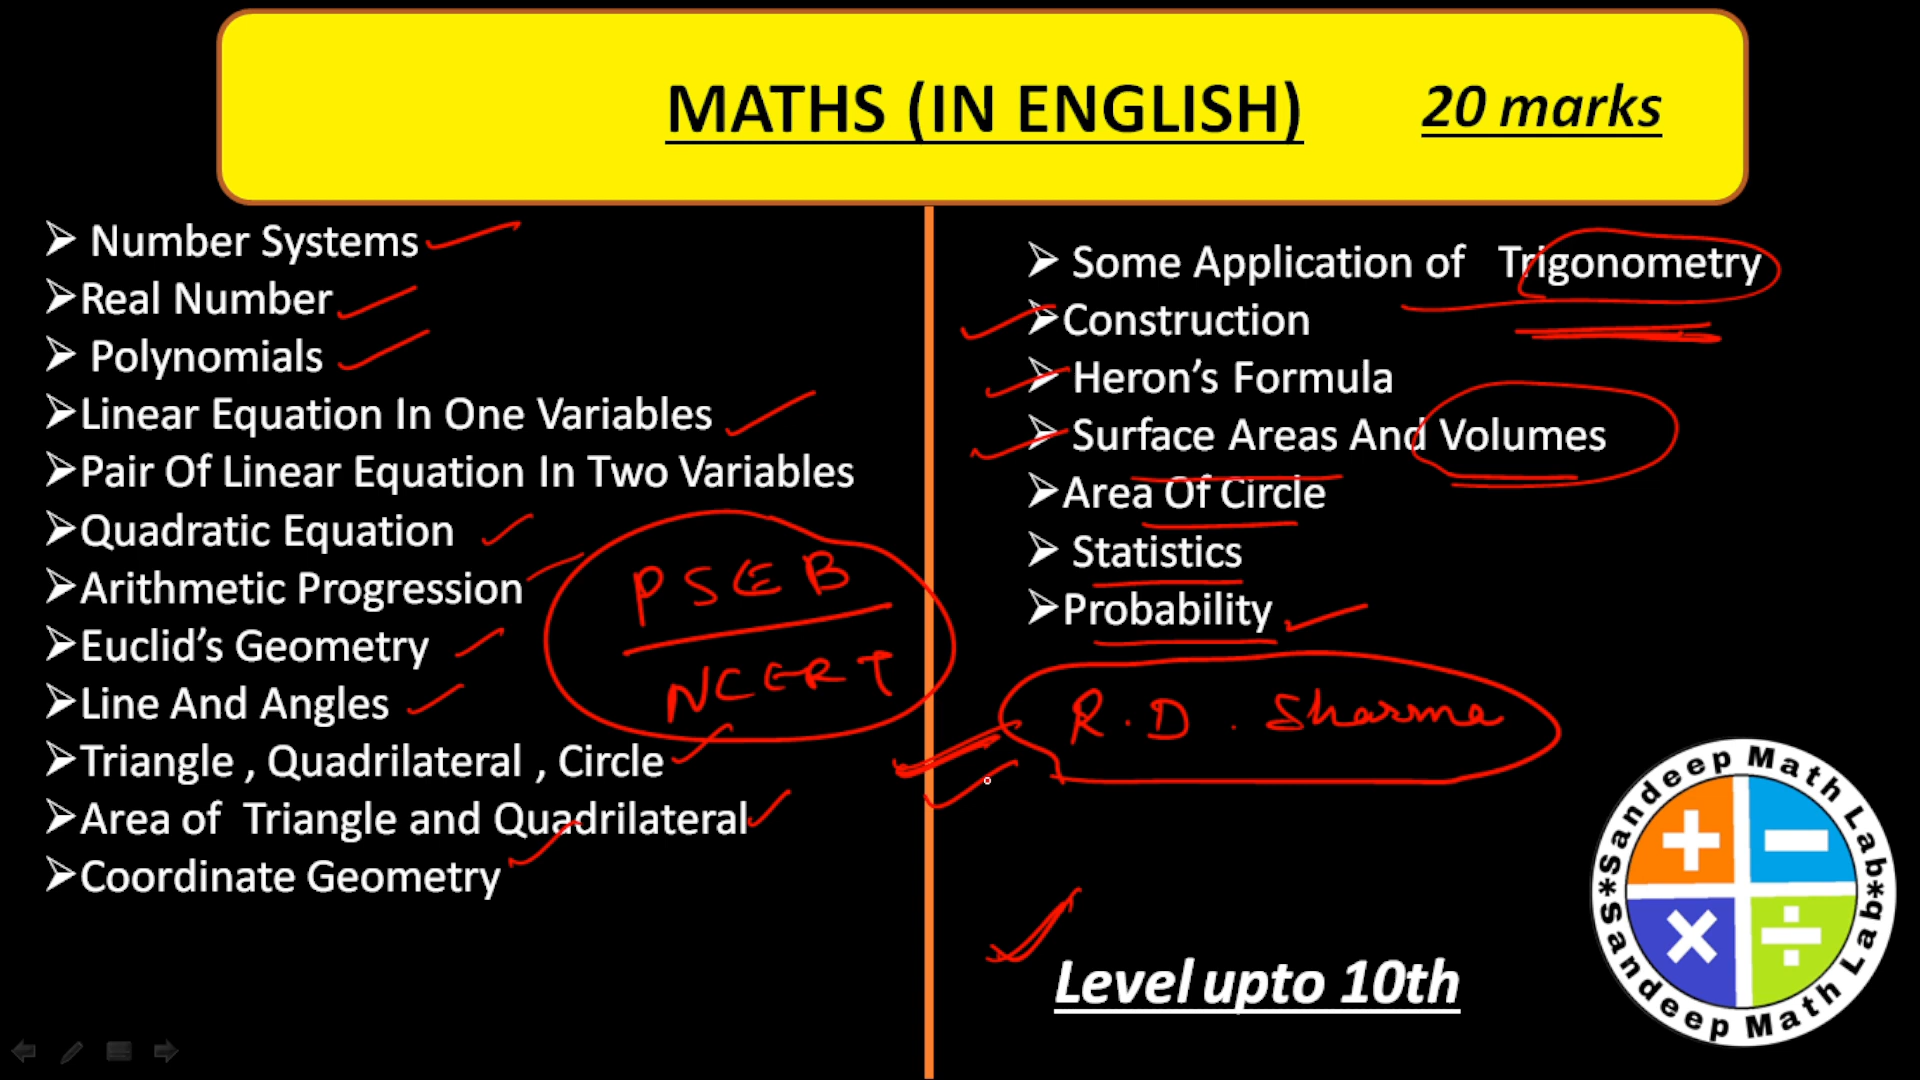 MATHS (IN ENGLISH) 20 marks
Number Systems
Real Number
Polynomials
Linear Equation In One Variables
Pair Of Linear Equation In Two Variables
Quadratic Equation
Arithmetic Progression
Euclid's Geometry
Line And Angles
Triangle , Quadrilateral , Circle
Area of Triangle and Quadrilateral
Coordinate Geometry
PSEB
NCERT
Some Application of Trigonometry
Construction
Heron's Formula
Surface Areas And Volumes
Area Of Circle
Statistics
Probability
R.D. Sharma
Level upto 10th
Sandeep Math Lab*
Sandeep Math Lab*